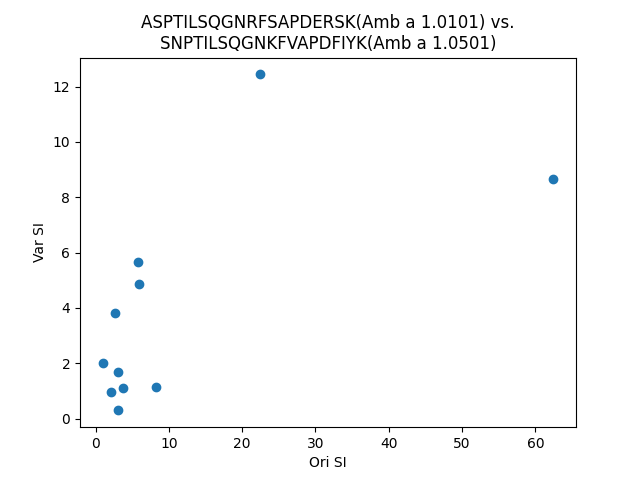 ASPTILSQGNRFSAPDERSK(Amb a 1.0101) vs.
SNPTILSQGNKFVAPDFIYK(Amb a 1.0501)
12
10
8
6
4
2
0
Var SI
0 10 20 30 40 50 60
Ori SI